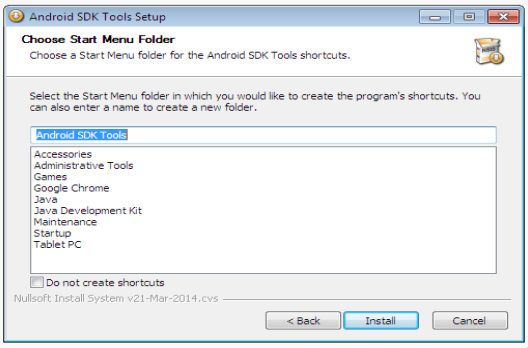 Android SDK Tools Setup
Choose Start Menu Folder
Choose a Start Menu folder for the Android SDK Tools shortcuts.
Select the Start Menu folder in which you would like to create the program's shortcuts. You
can also enter a name to create a new folder.
Android SDK Tools
Accessories
Administrative Tools
Games
Google Chrome
Java
Java Development Kit
Maintenance
Startup
Tablet PC
Do not create shortcuts
Nullsoft Install System v21-Mar-2014.cvs
< Back Install Cancel